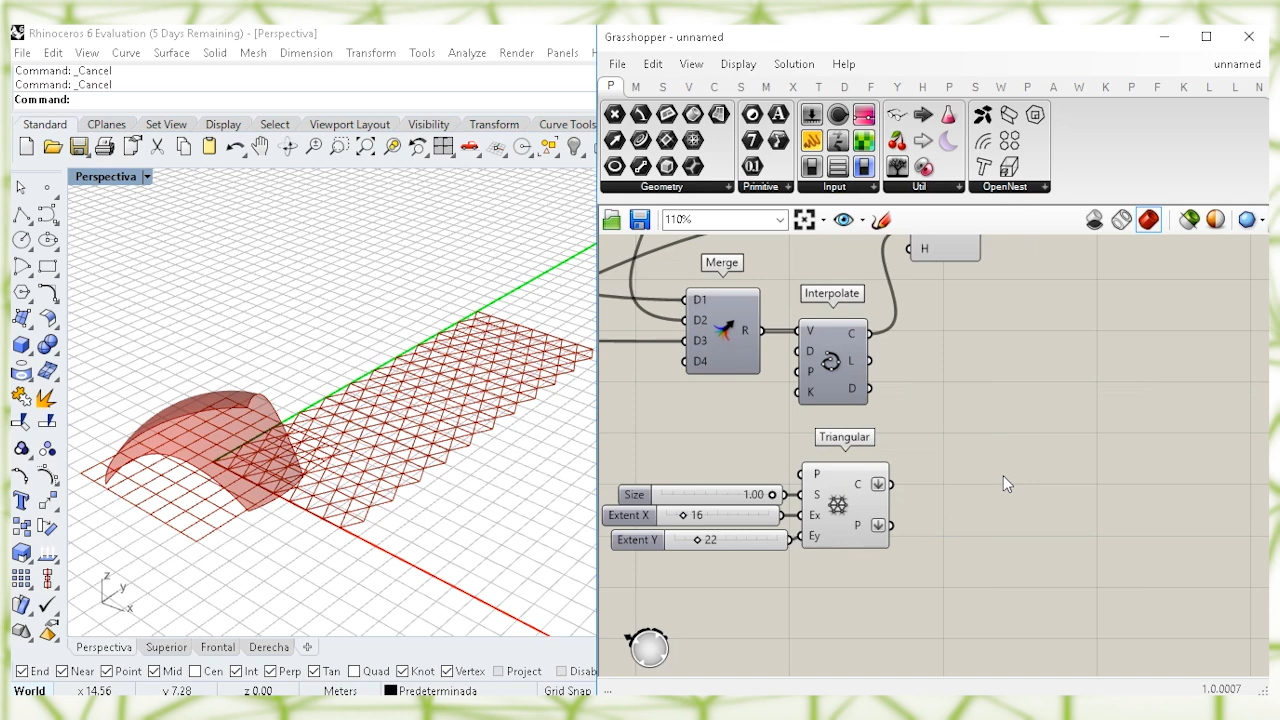 Rhinoceros 6 Evaluation (5 Days Remaining) - [Perspectiva]
File Edit View Curve Surface Solid Mesh Dimension Transform Tools Analyze Render Panels
Command: _Cancel
Command: _Cancel
Command:
Standard CPlanes Set View Display Select Viewport Layout Visibility Transform Curve Tools
Perspectiva
z
y
x
Perspectiva Superior Frontal Derecha
End Near Point Mid Cen Int Perp Tan Quad Knot Vertex Project Disab
World x 14.56 y 7.28 z 0.00 Meters Predeterminada Grid Snap
Grasshopper - unnamed
File Edit View Display Solution Help unnamed
P M S V C S M X T D F Y H P S W A W K P F L L N
Geometry Primitive Input Util OpenNest
110%
H
Merge
D1
D2
D3
D4
R
Interpolate
V
D
P
K
C
L
D
Triangular
P
S
Ex
Ey
C
P
Size 1.00
Extent X 16
Extent Y 22
... 1.0.0007